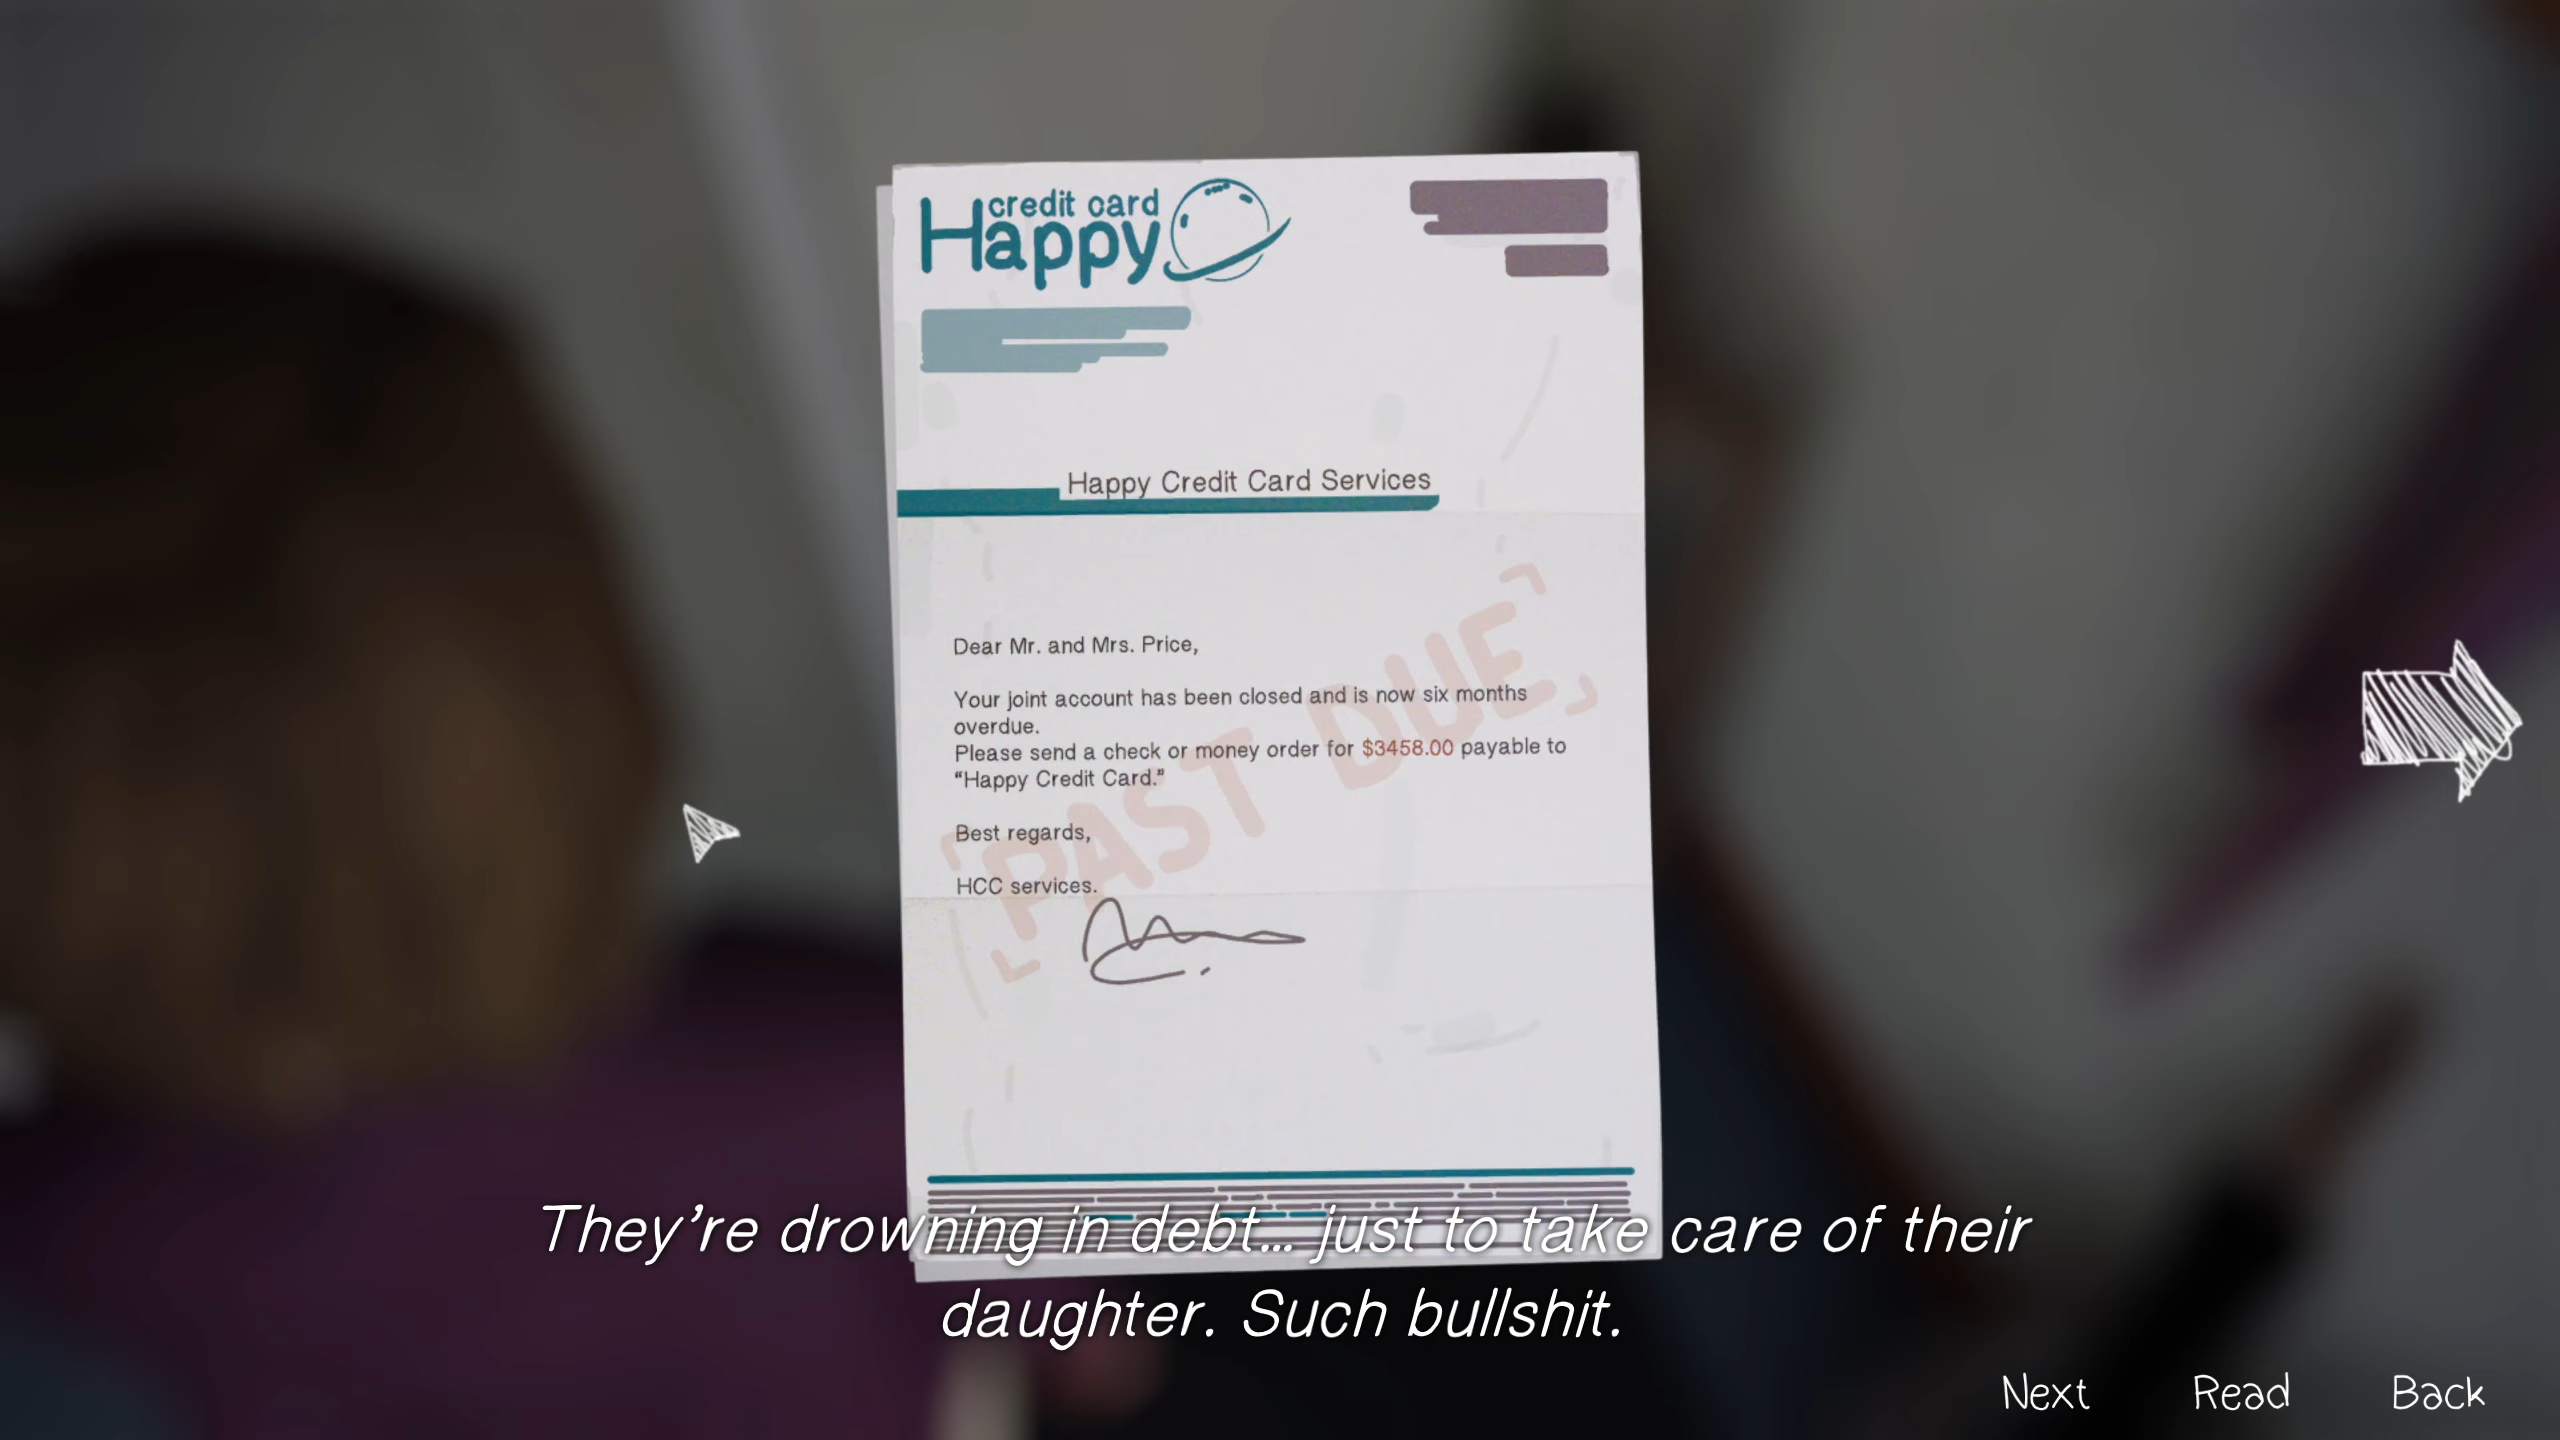 credit card
Happy
Happy Credit Card Services
Dear Mr. and Mrs. Price,
Your joint account has been closed and is now six months
overdue.
Please send a check or money order for $3458.00 payable to
“Happy Credit Card.”
Best regards,
HCC services.
PAST DUE
They’re drowning in debt... just to take care of their
daughter. Such bullshit.
Next Read Back